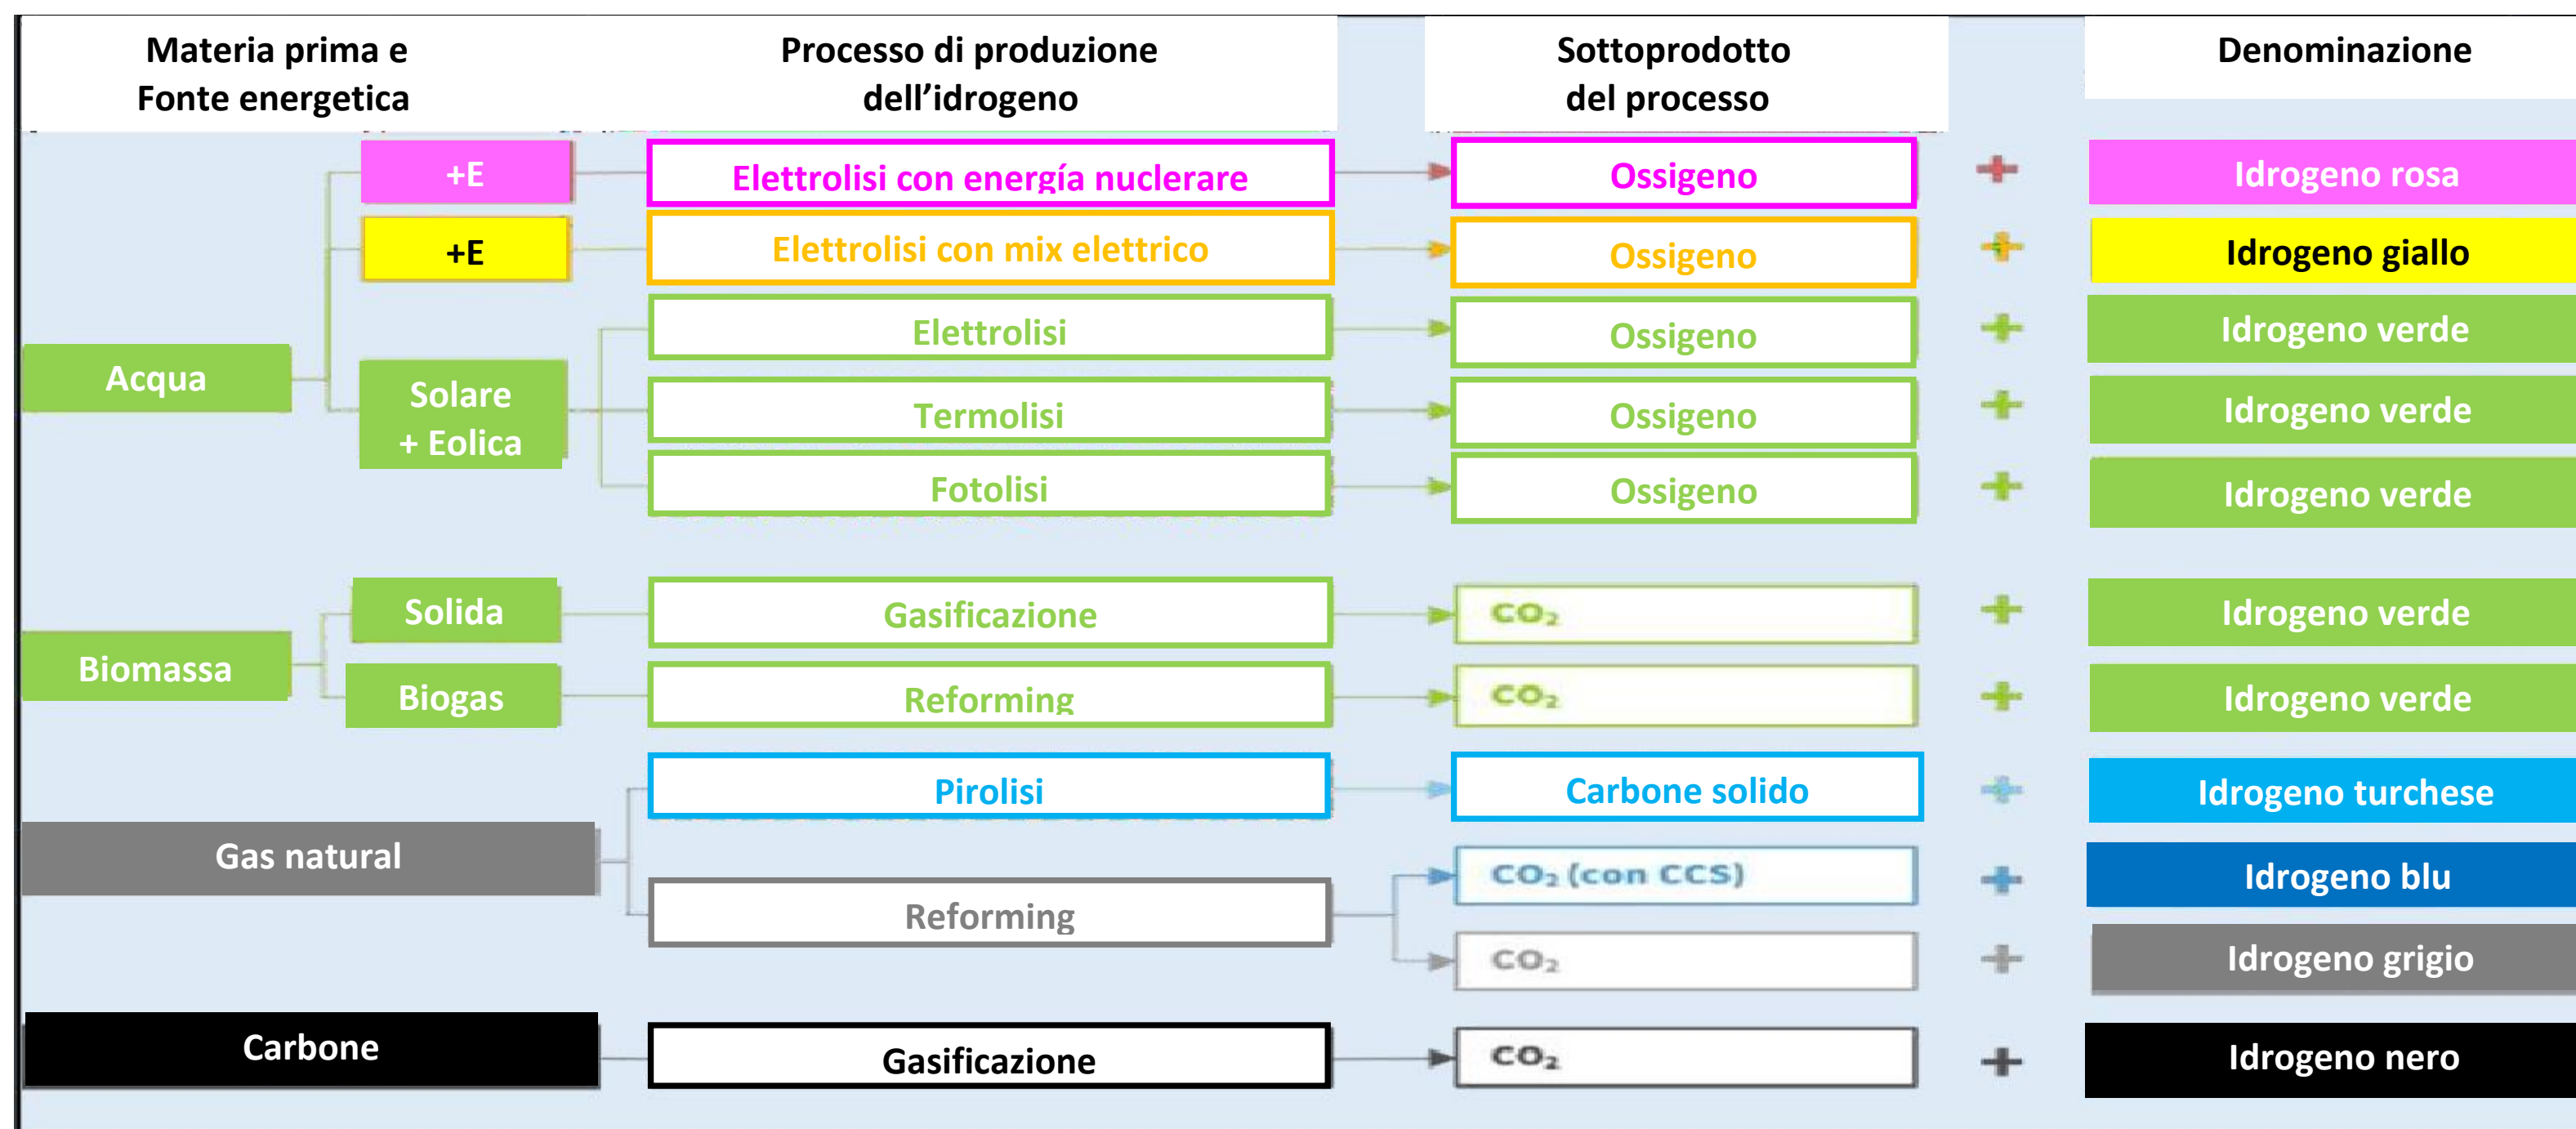 Materia prima e
Fonte energetica
Processo di produzione
dell'idrogeno
Sottoprodotto
del processo
Denominazione
+E
Elettrolisi con energía nuclerare
Ossigeno
+
Idrogeno rosa
+E
Elettrolisi con mix elettrico
Ossigeno
+
Idrogeno giallo
Acqua
Solare
+ Eolica
Elettrolisi
Ossigeno
+
Idrogeno verde
Termolisi
Ossigeno
+
Idrogeno verde
Fotolisi
Ossigeno
+
Idrogeno verde
Biomassa
Solida
Gasificazione
CO₂
+
Idrogeno verde
Biogas
Reforming
CO₂
+
Idrogeno verde
Gas natural
Pirolisi
Carbone solido
+
Idrogeno turchese
Reforming
CO₂ (con CCS)
+
Idrogeno blu
CO₂
+
Idrogeno grigio
Carbone
Gasificazione
CO₂
+
Idrogeno nero